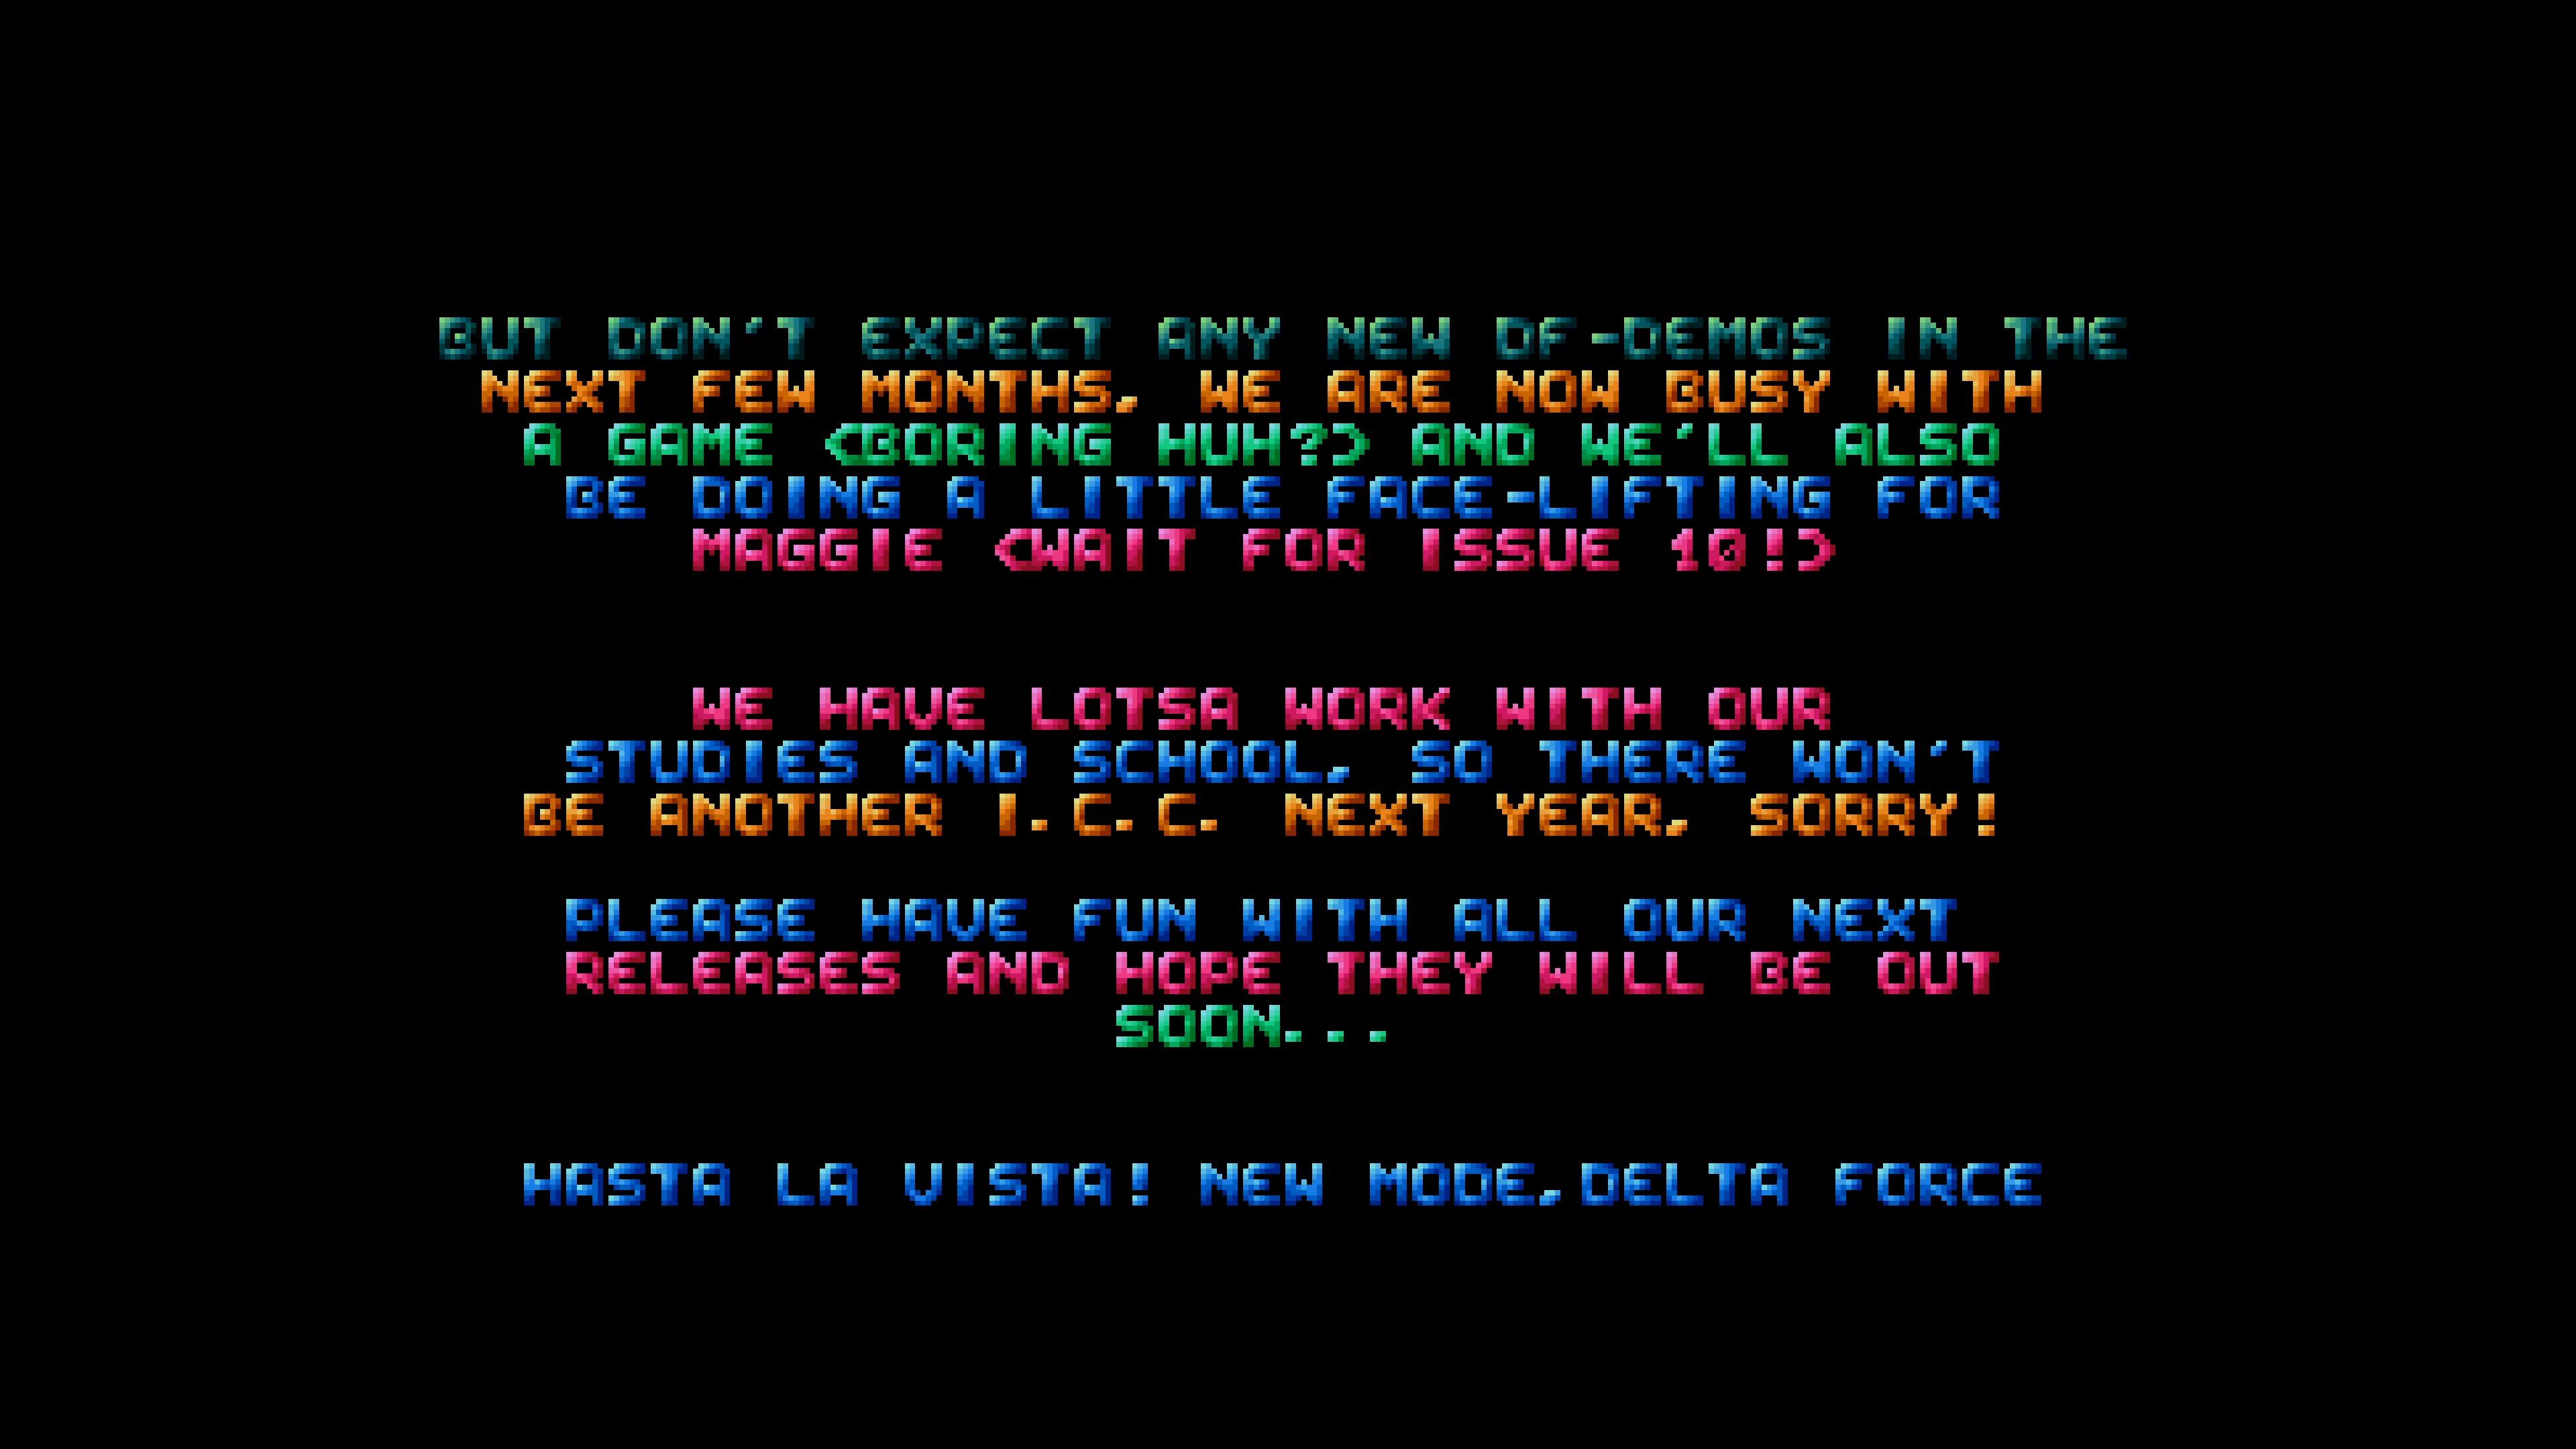 BUT DON'T EXPECT ANY NEW DF-DEMOS IN THE
NEXT FEW MONTHS, WE ARE NOW BUSY WITH
A GAME (BORING HUH?) AND WE'LL ALSO
BE DOING A LITTLE FACE-LIFTING FOR
MAGGIE (WAIT FOR ISSUE 10!)
WE HAVE LOTSA WORK WITH OUR
STUDIES AND SCHOOL, SO THERE WON'T
BE ANOTHER I.C.C. NEXT YEAR, SORRY!
PLEASE HAVE FUN WITH ALL OUR NEXT
RELEASES AND HOPE THEY WILL BE OUT
SOON...
HASTA LA VISTA! NEW MODE,DELTA FORCE